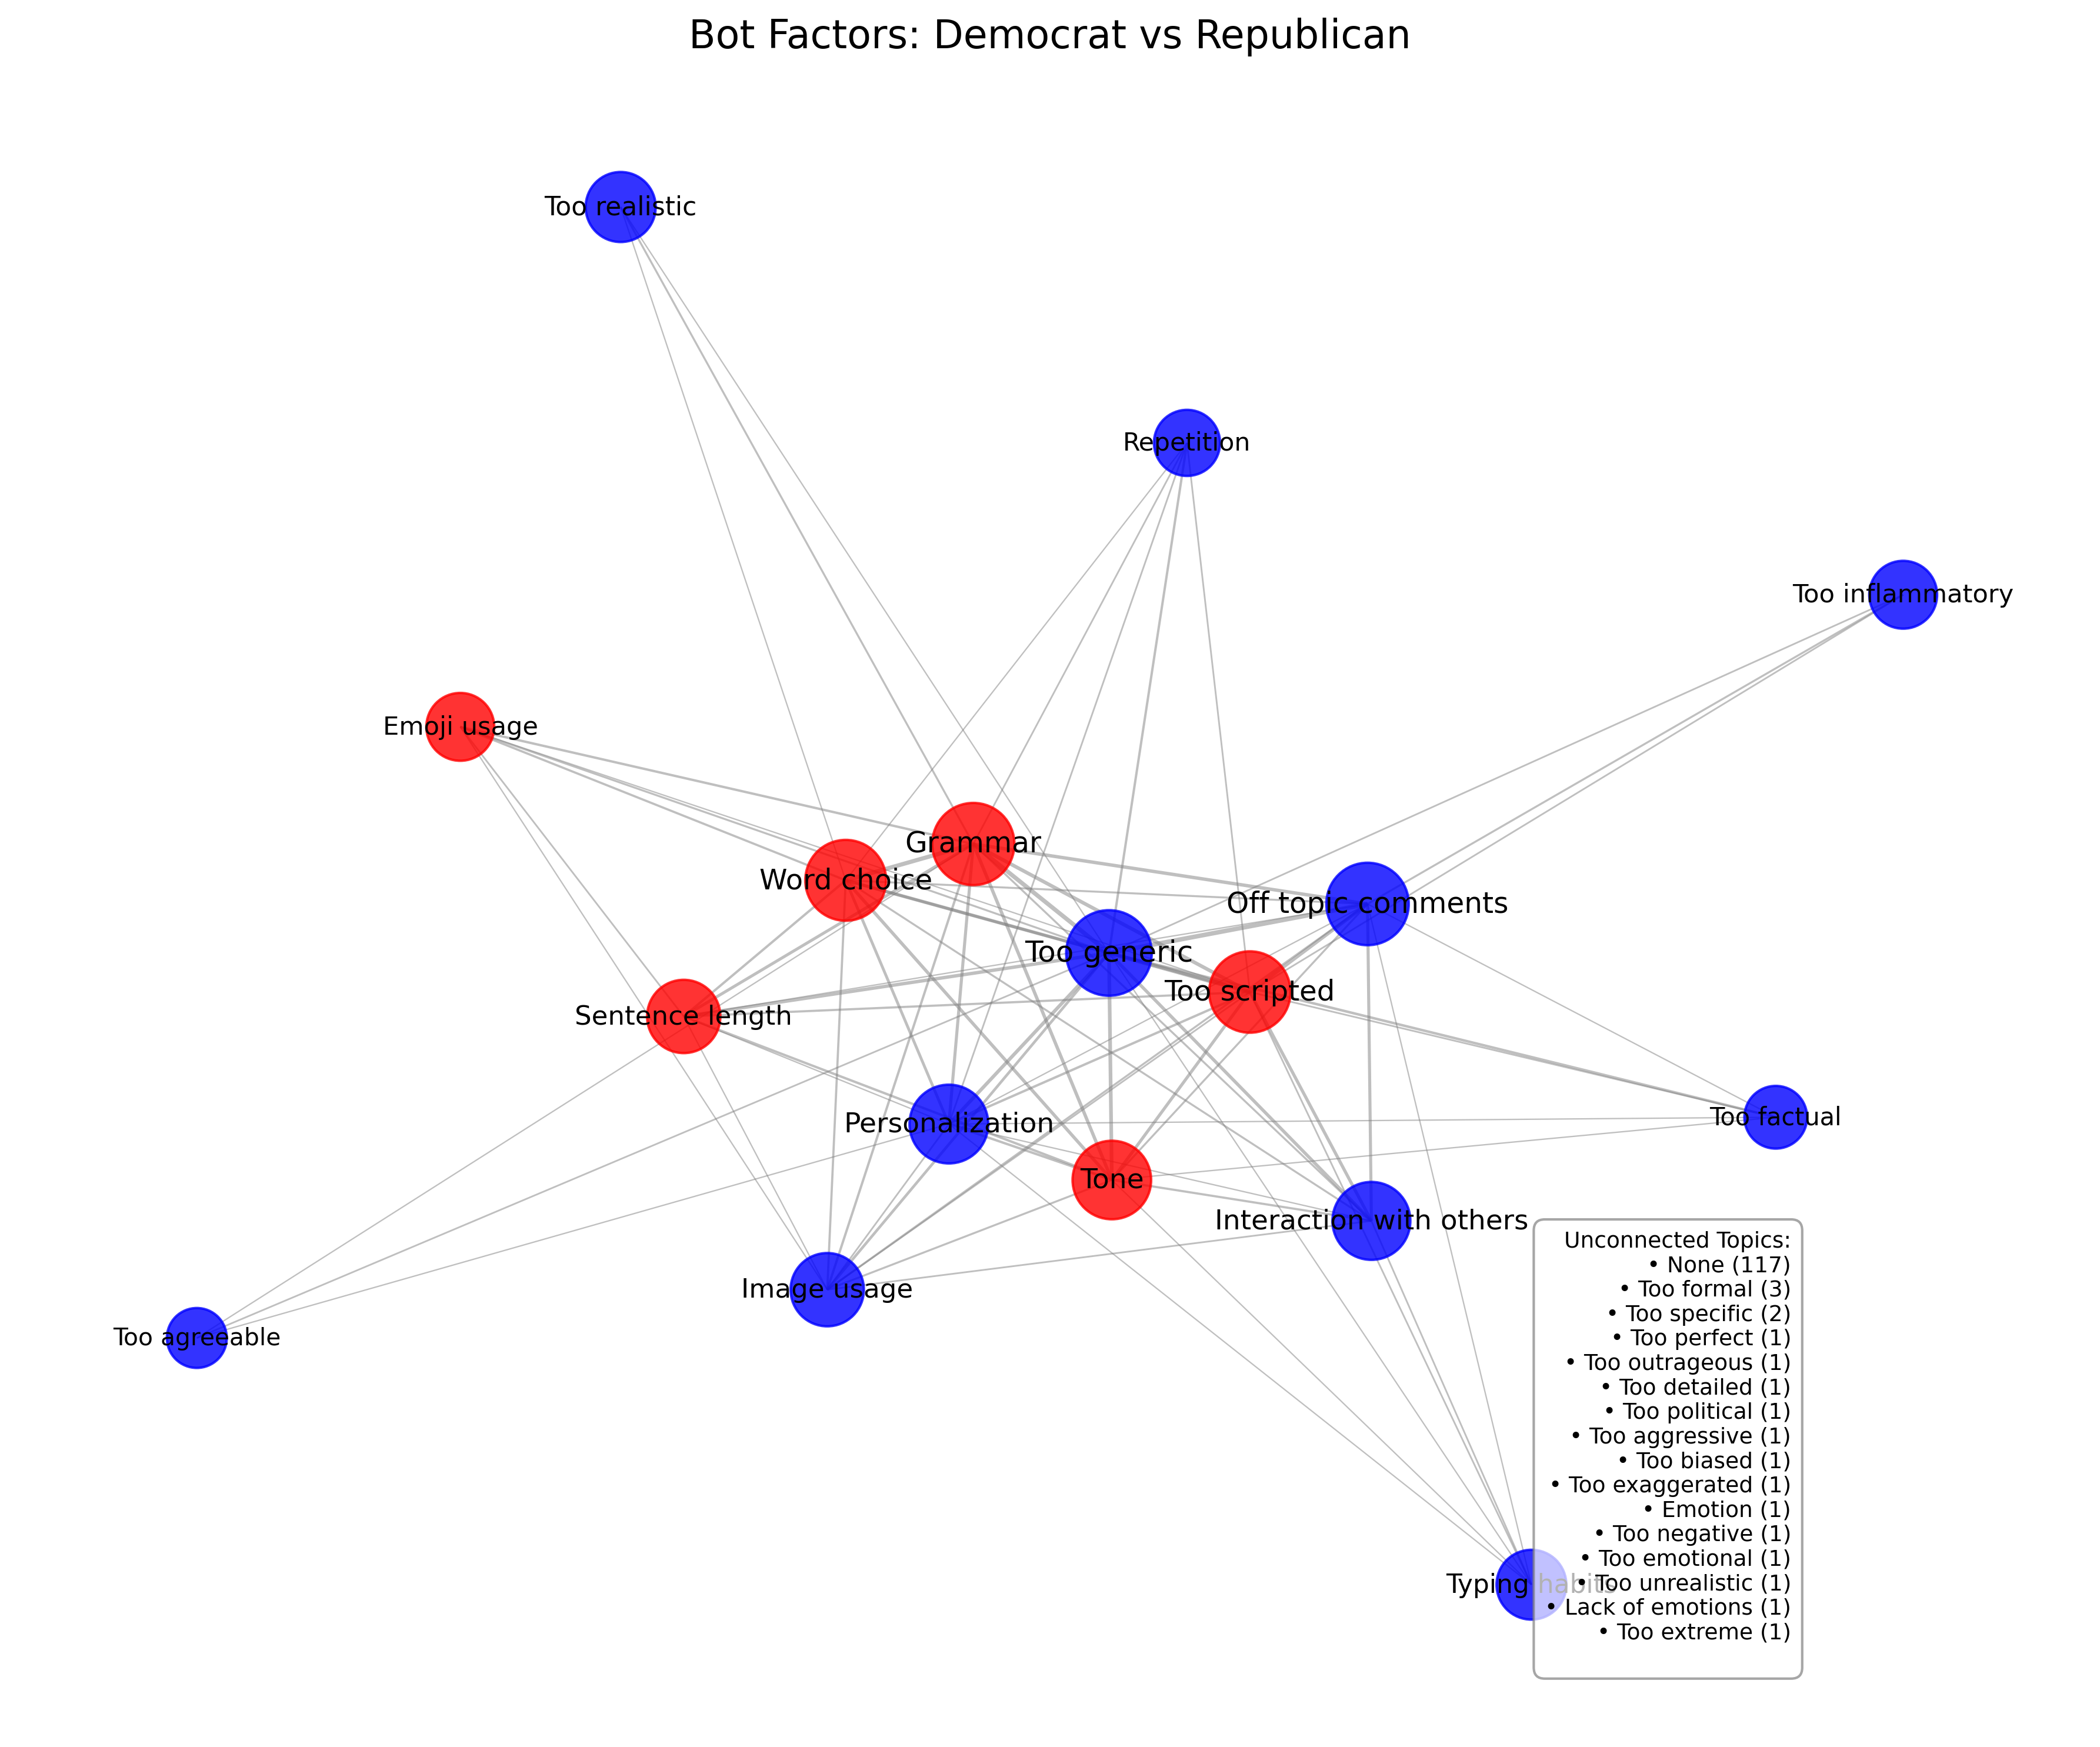 Bot Factors: Democrat vs Republican
Too realistic
Repetition
Too inflammatory
Emoji usage
Grammar
Word choice
Off topic comments
Too generic
Too scripted
Sentence length
Personalization
Too factual
Tone
Interaction with others
Image usage
Too agreeable
Typing habits
Unconnected Topics:
• None (117)
• Too formal (3)
• Too specific (2)
• Too perfect (1)
• Too outrageous (1)
• Too detailed (1)
• Too political (1)
• Too aggressive (1)
• Too biased (1)
• Too exaggerated (1)
• Emotion (1)
• Too negative (1)
• Too emotional (1)
• Too unrealistic (1)
• Lack of emotions (1)
• Too extreme (1)